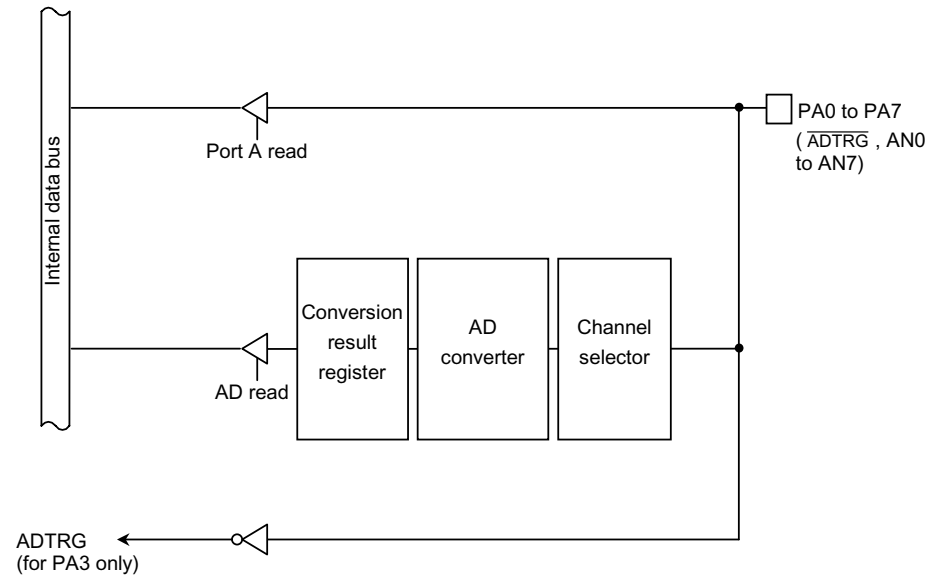 Internal data bus
Port A read
PA0 to PA7
( ADTRG , AN0
to AN7)
Conversion
result
register
AD
converter
Channel
selector
AD read
ADTRG
(for PA3 only)